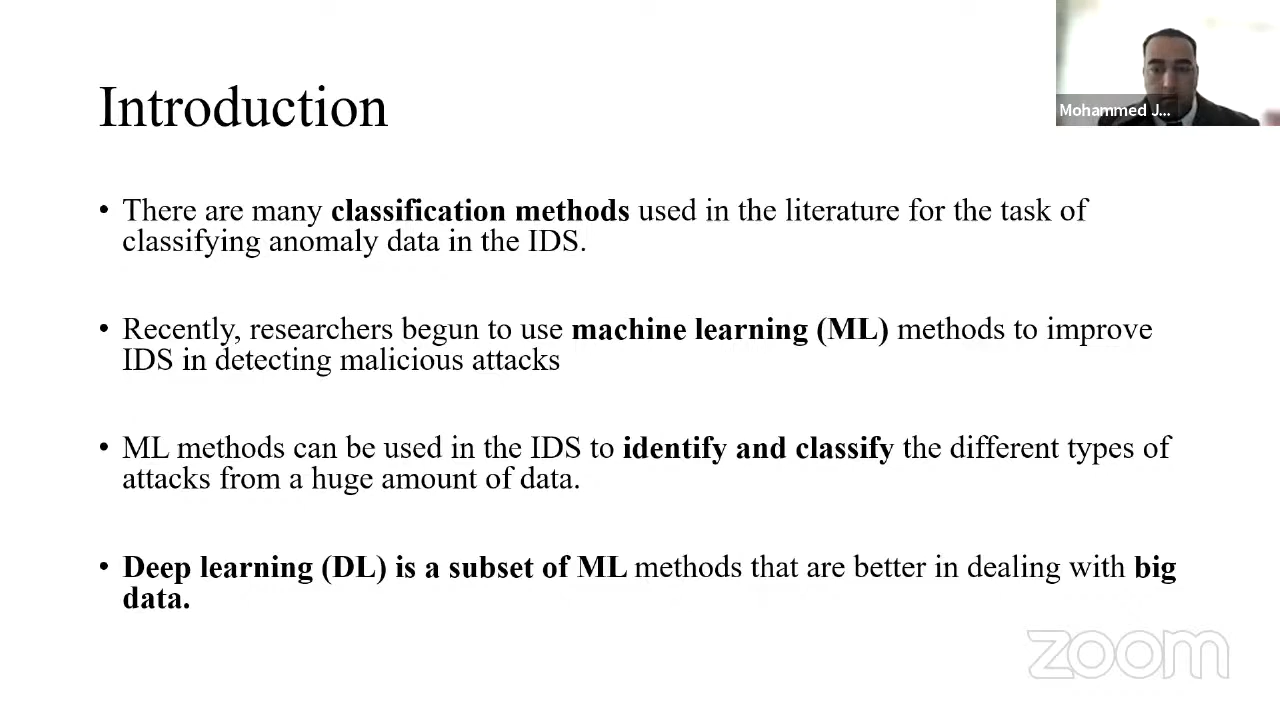 Introduction
Mohammed J...
• There are many classification methods used in the literature for the task of
classifying anomaly data in the IDS.
• Recently, researchers begun to use machine learning (ML) methods to improve
IDS in detecting malicious attacks
• ML methods can be used in the IDS to identify and classify the different types of
attacks from a huge amount of data.
• Deep learning (DL) is a subset of ML methods that are better in dealing with big
data.
zoom